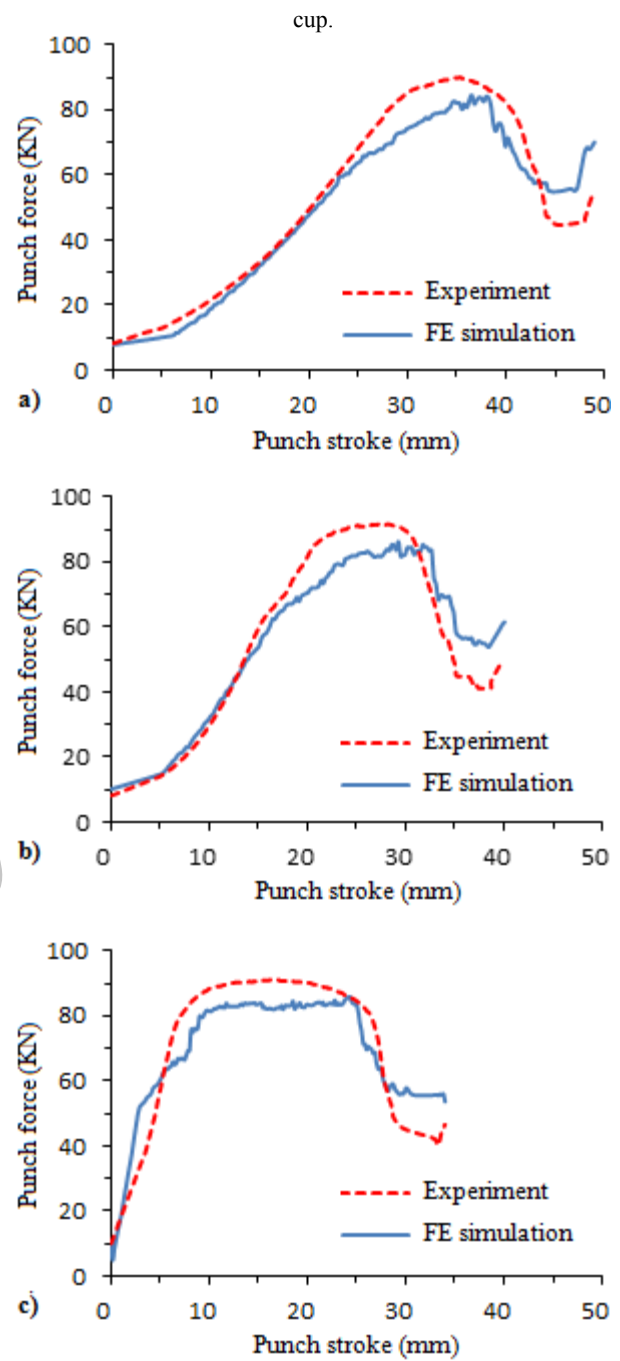 cup.
100
80
60
40
20
0
Punch force (KN)
Experiment
FE simulation
0 10 20 30 40 50
a)
Punch stroke (mm)
100
80
60
40
20
0
Punch force (KN)
Experiment
FE simulation
0 10 20 30 40 50
b)
Punch stroke (mm)
100
80
60
40
20
0
Punch force (KN)
Experiment
FE simulation
0 10 20 30 40 50
c)
Punch stroke (mm)